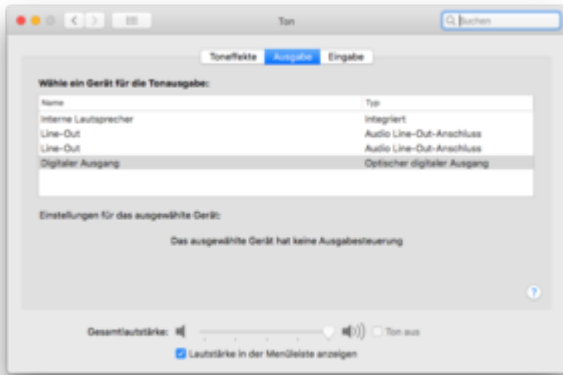 Ton
Suchen
Toneffekte Ausgabe Eingabe
Wähle ein Gerät für die Tonausgabe:
Name Typ
Interne Lautsprecher Integriert
Line-Out Audio Line-Out-Anschluss
Line-Out Audio Line-Out-Anschluss
Digitaler Ausgang Optischer digitaler Ausgang
Einstellungen für das ausgewählte Gerät:
Das ausgewählte Gerät hat keine Ausgabesteuerung
?
Gesamtlautstärke: Ton aus
Lautstärke in der Menüleiste anzeigen